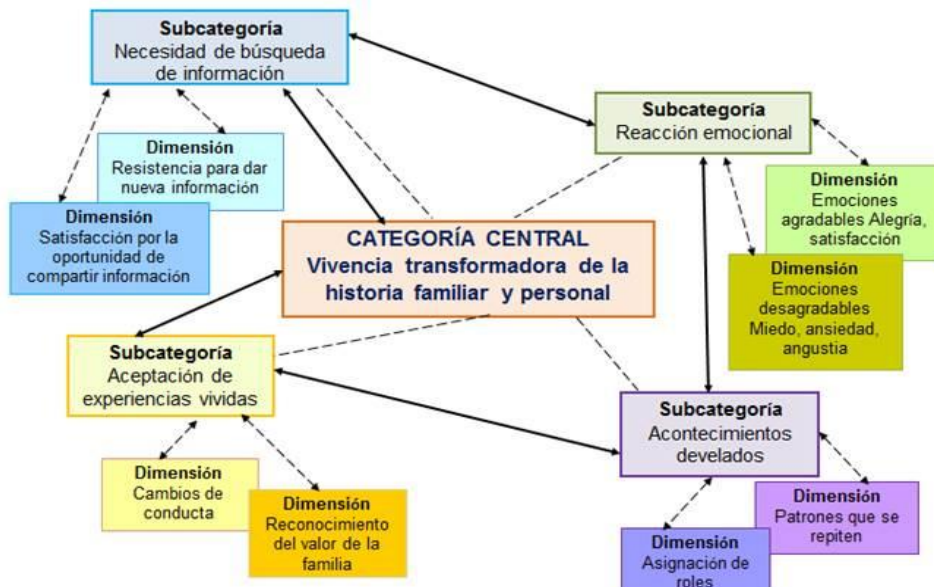 Subcategoría
Necesidad de búsqueda
de información
Subcategoría
Reacción emocional
Dimensión
Resistencia para dar
nueva información
Dimensión
Satisfacción por la
oportunidad de
compartir información
Dimensión
Emociones
agradables Alegría,
satisfacción
Dimensión
Emociones
desagradables
Miedo, ansiedad,
angustia
CATEGORÍA CENTRAL
Vivencia transformadora de la
historia familiar y personal
Subcategoría
Aceptación de
experiencias vividas
Subcategoría
Acontecimientos
develados
Dimensión
Cambios de
conducta
Dimensión
Reconocimiento
del valor de la
familia
Dimensión
Patrones que se
repiten
Dimensión
Asignación de
roles